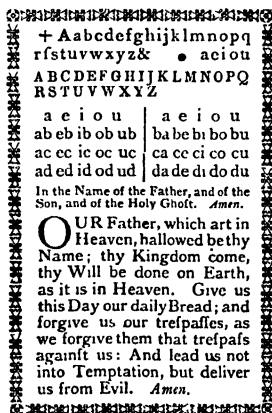 + Aabcdefghijklmnopq
rſstuvwxyz& • aeiou
ABCDEFGHIJKLMNOPQ
RSTUVWXYZ
a e i o u | a e i o u
ab eb ib ob ub | ba be bi bo bu
ac ec ic oc uc | ca ce ci co cu
ad ed id od ud | da de di do du
In the Name of the Father, and of the
Son, and of the Holy Ghoſt. Amen.
OUR Father, which art in
Heaven, hallowed be thy
Name; thy Kingdom come,
thy Will be done on Earth,
as it is in Heaven. Give us
this Day our daily Bread; and
forgive us our treſpaſſes, as
we forgive them that treſpaſs
againſt us: And lead us not
into Temptation, but deliver
us from Evil. Amen.